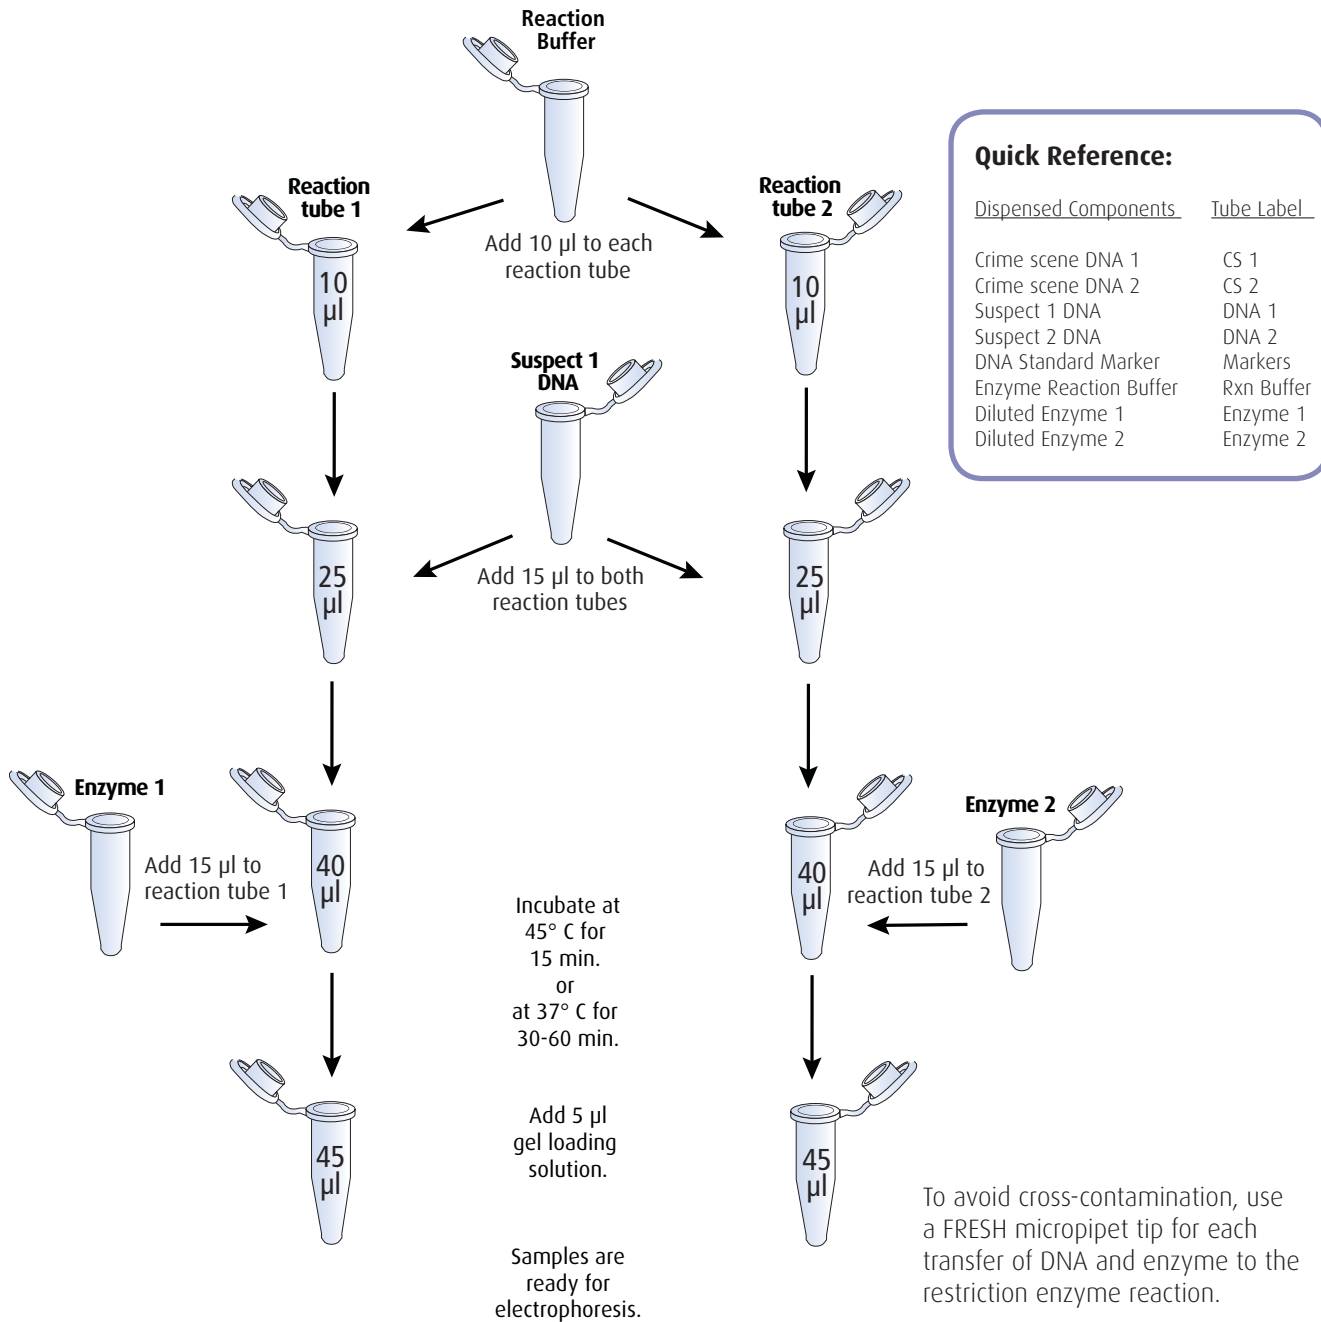 Reaction
Buffer
Reaction
tube 1
Reaction
tube 2
Add 10 µl to each
reaction tube
10
µl
10
µl
Quick Reference:
Dispensed Components Tube Label
Crime scene DNA 1 CS 1
Crime scene DNA 2 CS 2
Suspect 1 DNA DNA 1
Suspect 2 DNA DNA 2
DNA Standard Marker Markers
Enzyme Reaction Buffer Rxn Buffer
Diluted Enzyme 1 Enzyme 1
Diluted Enzyme 2 Enzyme 2
Suspect 1
DNA
Add 15 µl to both
reaction tubes
25
µl
25
µl
Enzyme 1
Add 15 µl to
reaction tube 1
40
µl
Enzyme 2
Add 15 µl to
reaction tube 2
40
µl
Incubate at
45° C for
15 min.
or
at 37° C for
30-60 min.
Add 5 µl
gel loading
solution.
45
µl
45
µl
Samples are
ready for
electrophoresis.
To avoid cross-contamination, use
a FRESH micropipet tip for each
transfer of DNA and enzyme to the
restriction enzyme reaction.